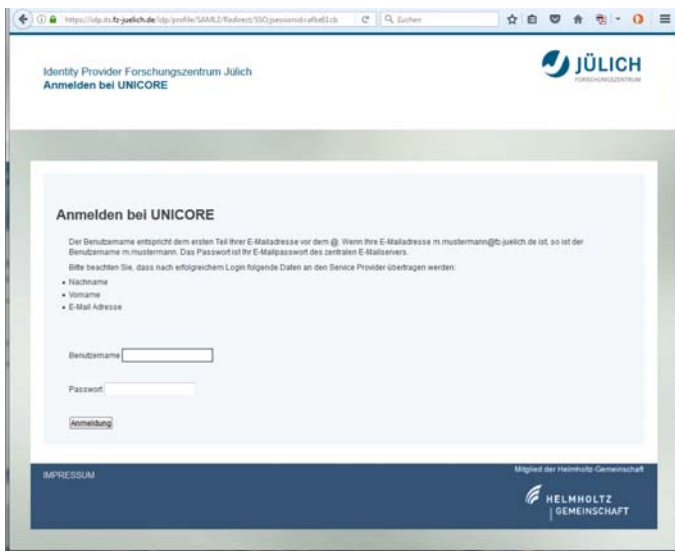 https://idp.ifs.fz-juelich.de/idp/profile/SAML2/Redirect/SSO;jsessionid=afke61cb
Suchen
Identity Provider Forschungszentrum Jülich
Anmelden bei UNICORE
JÜLICH
FORSCHUNGSZENTRUM
Anmelden bei UNICORE
Der Benutzername entspricht dem ersten Teil Ihrer E-Mailadresse vor dem @. Wenn Ihre E-Mailadresse m.mustermann@fz-juelich.de ist, so ist der
Benutzername m.mustermann. Das Passwort ist Ihr E-Mailpasswort des zentralen E-Mailservers.
Bitte beachten Sie, dass nach erfolgreichem Login folgende Daten an den Service Provider übertragen werden:
• Nachname
• Vorname
• E-Mail Adresse
Benutzername
Passwort
Anmeldung
IMPRESSUM
Mitglied der Helmholtz-Gemeinschaft
HELMHOLTZ
GEMEINSCHAFT